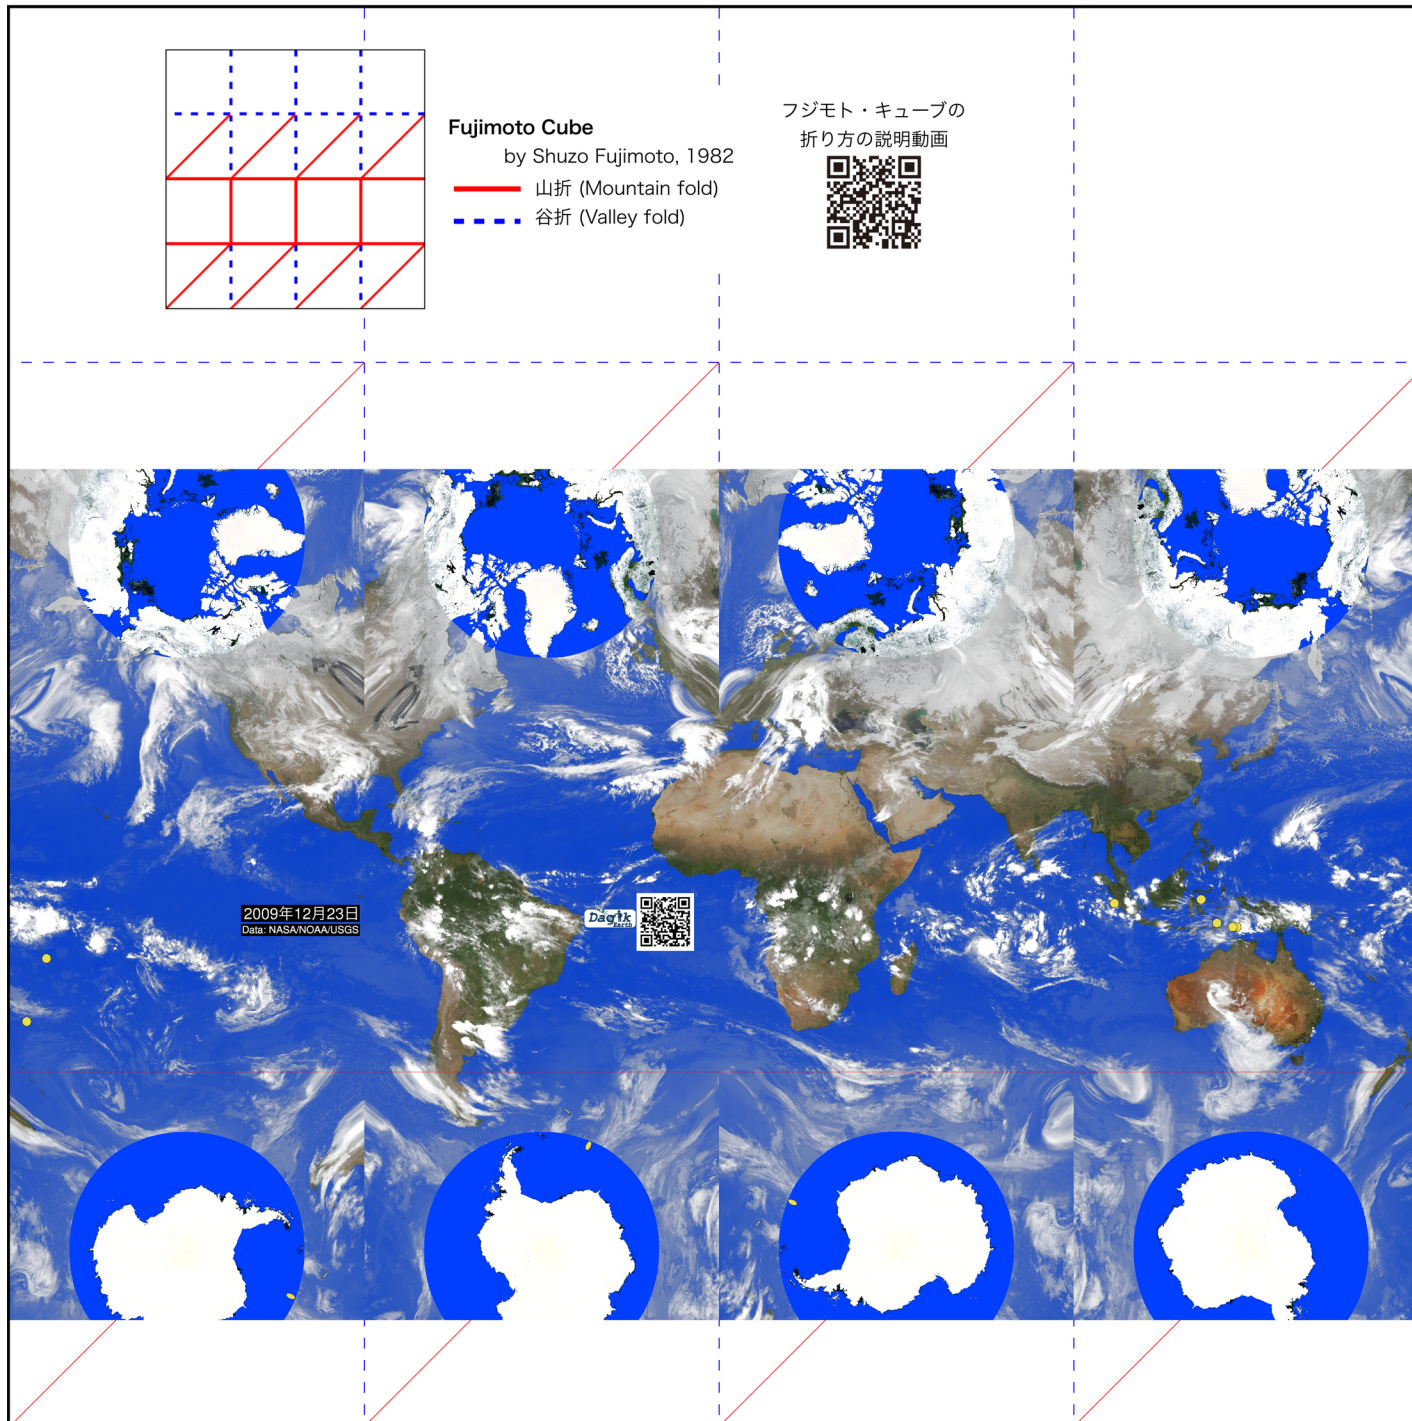 Fujimoto Cube
by Shuzo Fujimoto, 1982
山折 (Mountain fold)
谷折 (Valley fold)
フジモト・キューブの
折り方の説明動画
2009年12月23日
Data: NASA/NOAA/USGS
Dagik
Earth